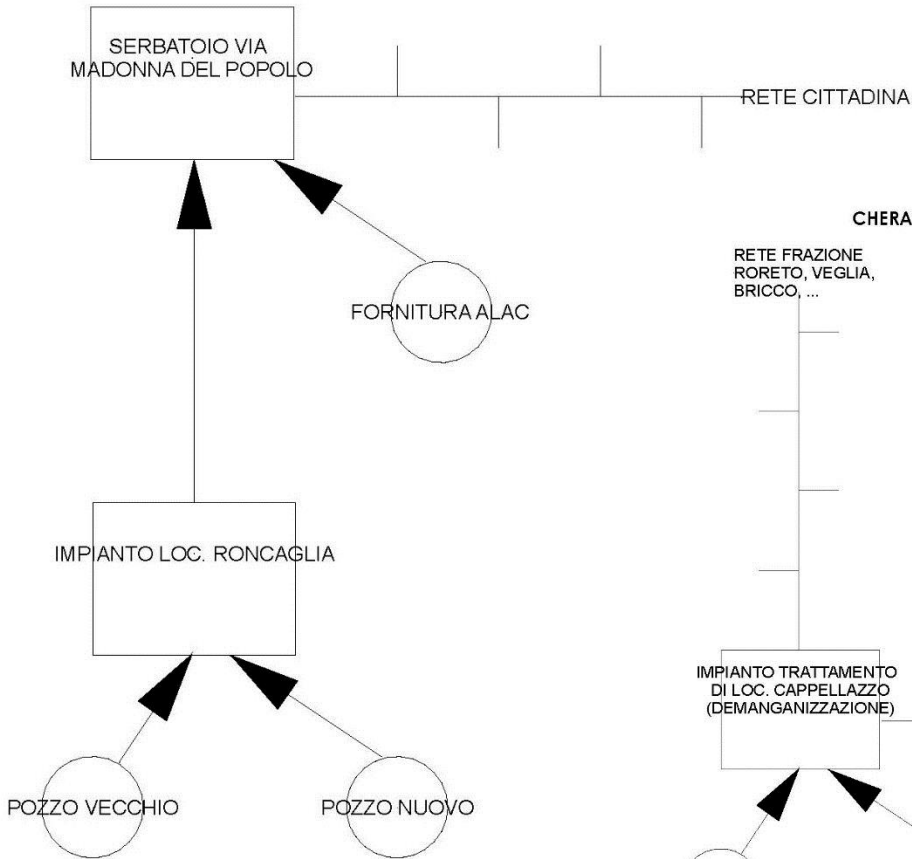 SERBATOIO VIA
MADONNA DEL POPOLO
RETE CITTADINA
CHERA
RETE FRAZIONE
RORETO, VEGLIA,
BRICCO, ...
FORNITURA ALAC
IMPIANTO LOC. RONCAGLIA
IMPIANTO TRATTAMENTO
DI LOC. CAPPELLAZZO
(DEMANGANIZZAZIONE)
POZZO VECCHIO
POZZO NUOVO